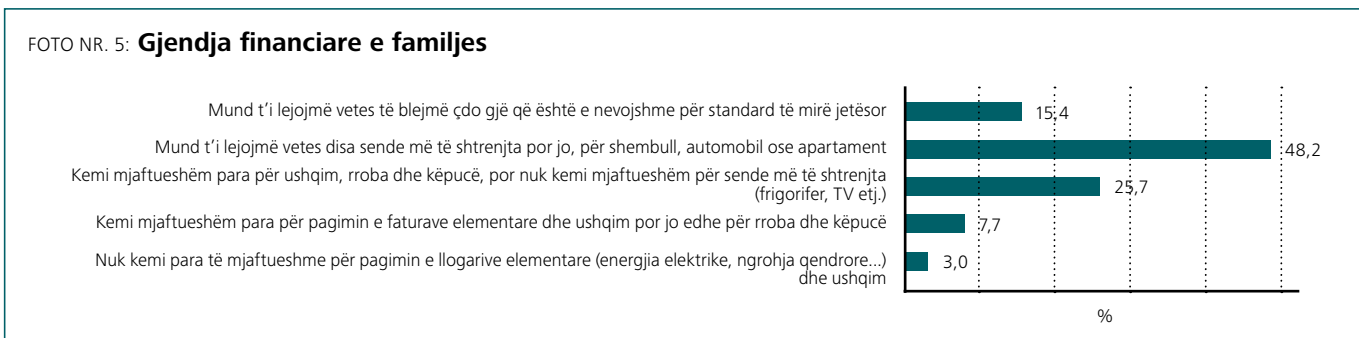 FOTO NR. 5: Gjendja financiare e familjes
Mund t’i lejojmë vetes të blejmë çdo gjë që është e nevojshme për standard të mirë jetësor
15,4
Mund t’i lejojmë vetes disa sende më të shtrenjta por jo, për shembull, automobil ose apartament
48,2
Kemi mjaftueshëm para për ushqim, rroba dhe këpucë, por nuk kemi mjaftueshëm për sende më të shtrenjta
(frigorifer, TV etj.)
25,7
Kemi mjaftueshëm para për pagimin e faturave elementare dhe ushqim por jo edhe për rroba dhe këpucë
7,7
Nuk kemi para të mjaftueshme për pagimin e llogarive elementare (energjia elektrike, ngrohja qendrore...)
dhe ushqim
3,0
%